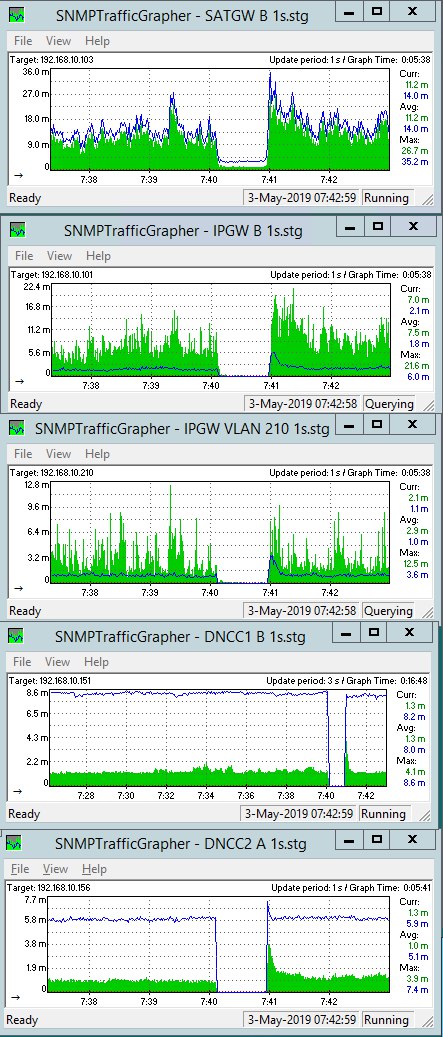 SNMPTrafficGrapher - SATGW B 1s.stg
File View Help
Target: 192.168.10.103 Update period: 1 s / Graph Time: 0:05:38
36.0 m
27.0 m
18.0 m
9.0 m
0
7:38 7:39 7:40 7:41 7:42
Curr:
11.2 m
14.0 m
Avg:
11.2 m
14.0 m
Max:
26.7 m
35.2 m
Ready 3-May-2019 07:42:59 Running
SNMPTrafficGrapher - IPGW B 1s.stg
File View Help
Target: 192.168.10.101 Update period: 1 s / Graph Time: 0:05:38
22.4 m
16.8 m
11.2 m
5.6 m
0
7:38 7:39 7:40 7:41 7:42
Curr:
7.0 m
2.1 m
Avg:
7.5 m
1.8 m
Max:
21.6 m
6.0 m
Ready 3-May-2019 07:42:58 Querying
SNMPTrafficGrapher - IPGW VLAN 210 1s.stg
File View Help
Target: 192.168.10.210 Update period: 1 s / Graph Time: 0:05:38
12.8 m
9.6 m
6.4 m
3.2 m
0
7:38 7:39 7:40 7:41 7:42
Curr:
2.1 m
1.1 m
Avg:
2.9 m
1.0 m
Max:
12.5 m
3.6 m
Ready 3-May-2019 07:42:58 Querying
SNMPTrafficGrapher - DNCC1 B 1s.stg
File View Help
Target: 192.168.10.151 Update period: 3 s / Graph Time: 0:16:48
8.6 m
6.5 m
4.3 m
2.2 m
0
7:28 7:30 7:32 7:34 7:36 7:38 7:40 7:42
Curr:
1.3 m
8.2 m
Avg:
1.3 m
8.0 m
Max:
4.1 m
8.6 m
Ready 3-May-2019 07:42:59 Running
SNMPTrafficGrapher - DNCC2 A 1s.stg
File View Help
Target: 192.168.10.156 Update period: 1 s / Graph Time: 0:05:41
7.7 m
5.8 m
3.8 m
1.9 m
0
7:38 7:39 7:40 7:41 7:42
Curr:
1.3 m
5.9 m
Avg:
1.0 m
5.1 m
Max:
3.9 m
7.4 m
Ready 3-May-2019 07:42:59 Running